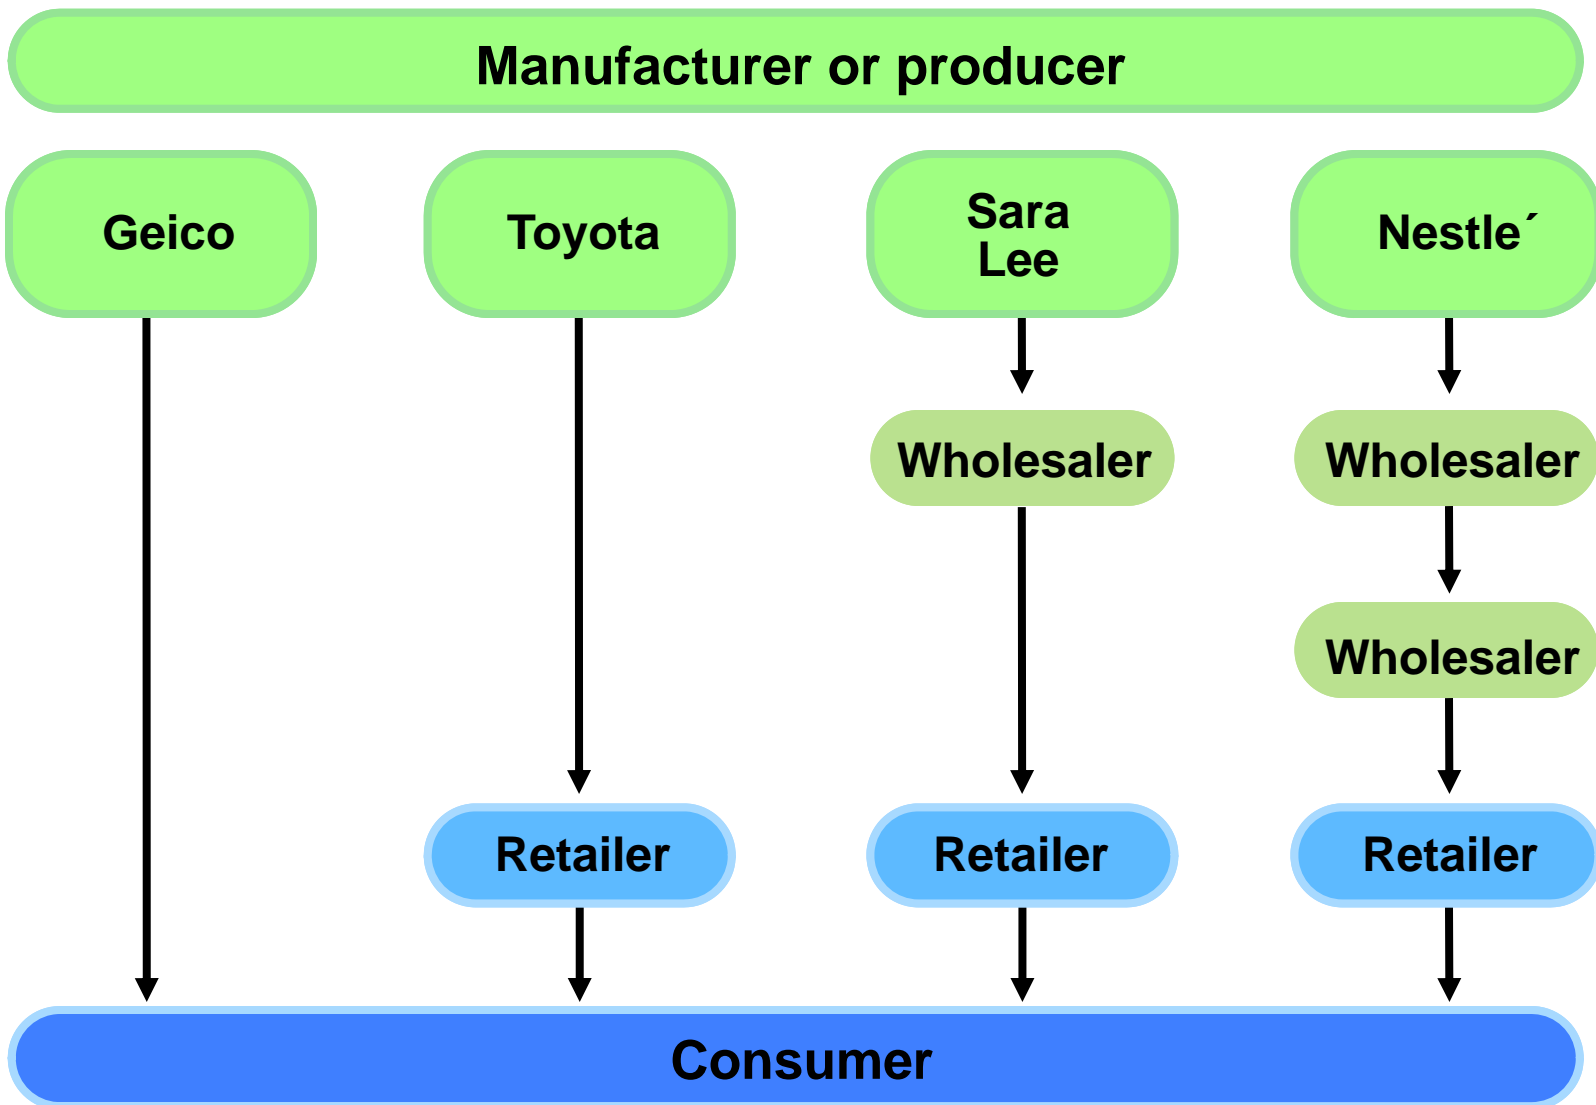 Manufacturer or producer
Geico
Toyota
Sara
Lee
Nestle´
Wholesaler
Wholesaler
Wholesaler
Retailer
Retailer
Retailer
Consumer